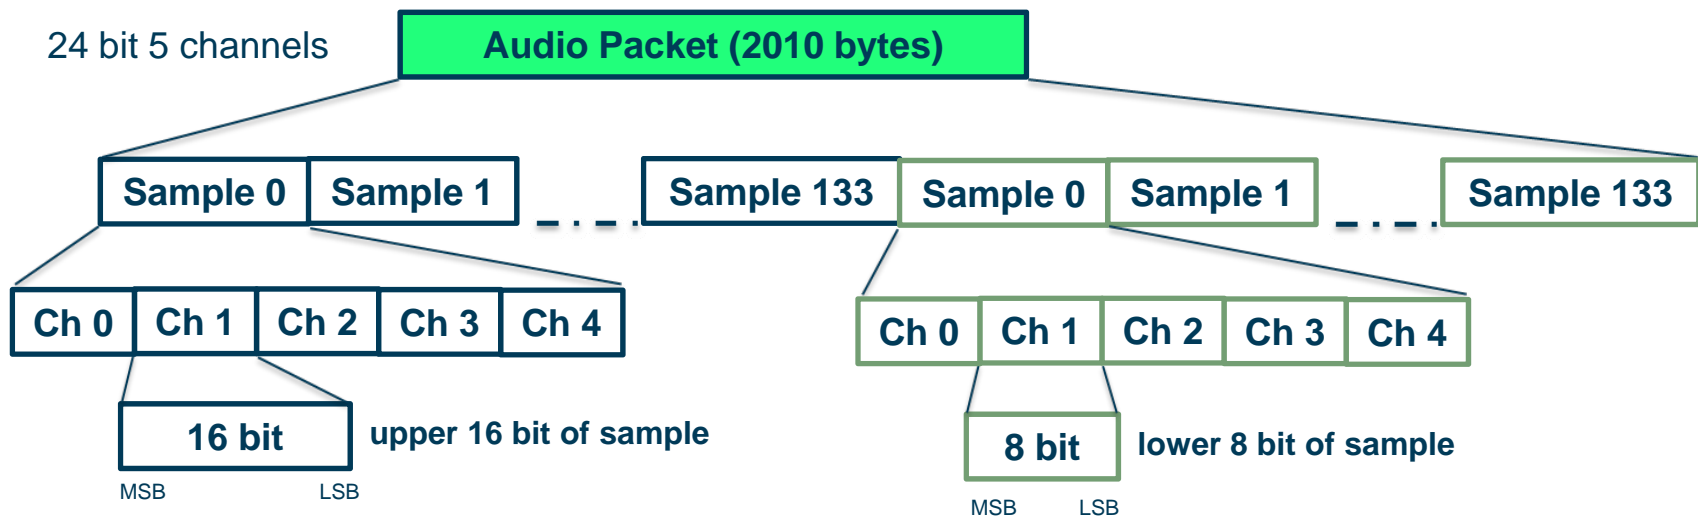 24 bit 5 channels
Audio Packet (2010 bytes)
Sample 0 Sample 1 Sample 133 Sample 0 Sample 1 Sample 133
Ch 0 Ch 1 Ch 2 Ch 3 Ch 4
Ch 0 Ch 1 Ch 2 Ch 3 Ch 4
16 bit
upper 16 bit of sample
MSB LSB
8 bit
lower 8 bit of sample
MSB LSB